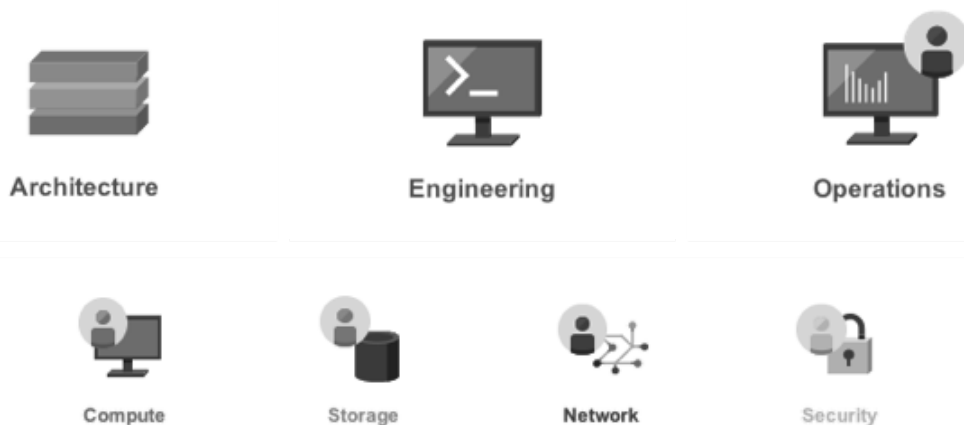 Architecture
Engineering
Operations
Compute
Storage
Network
Security